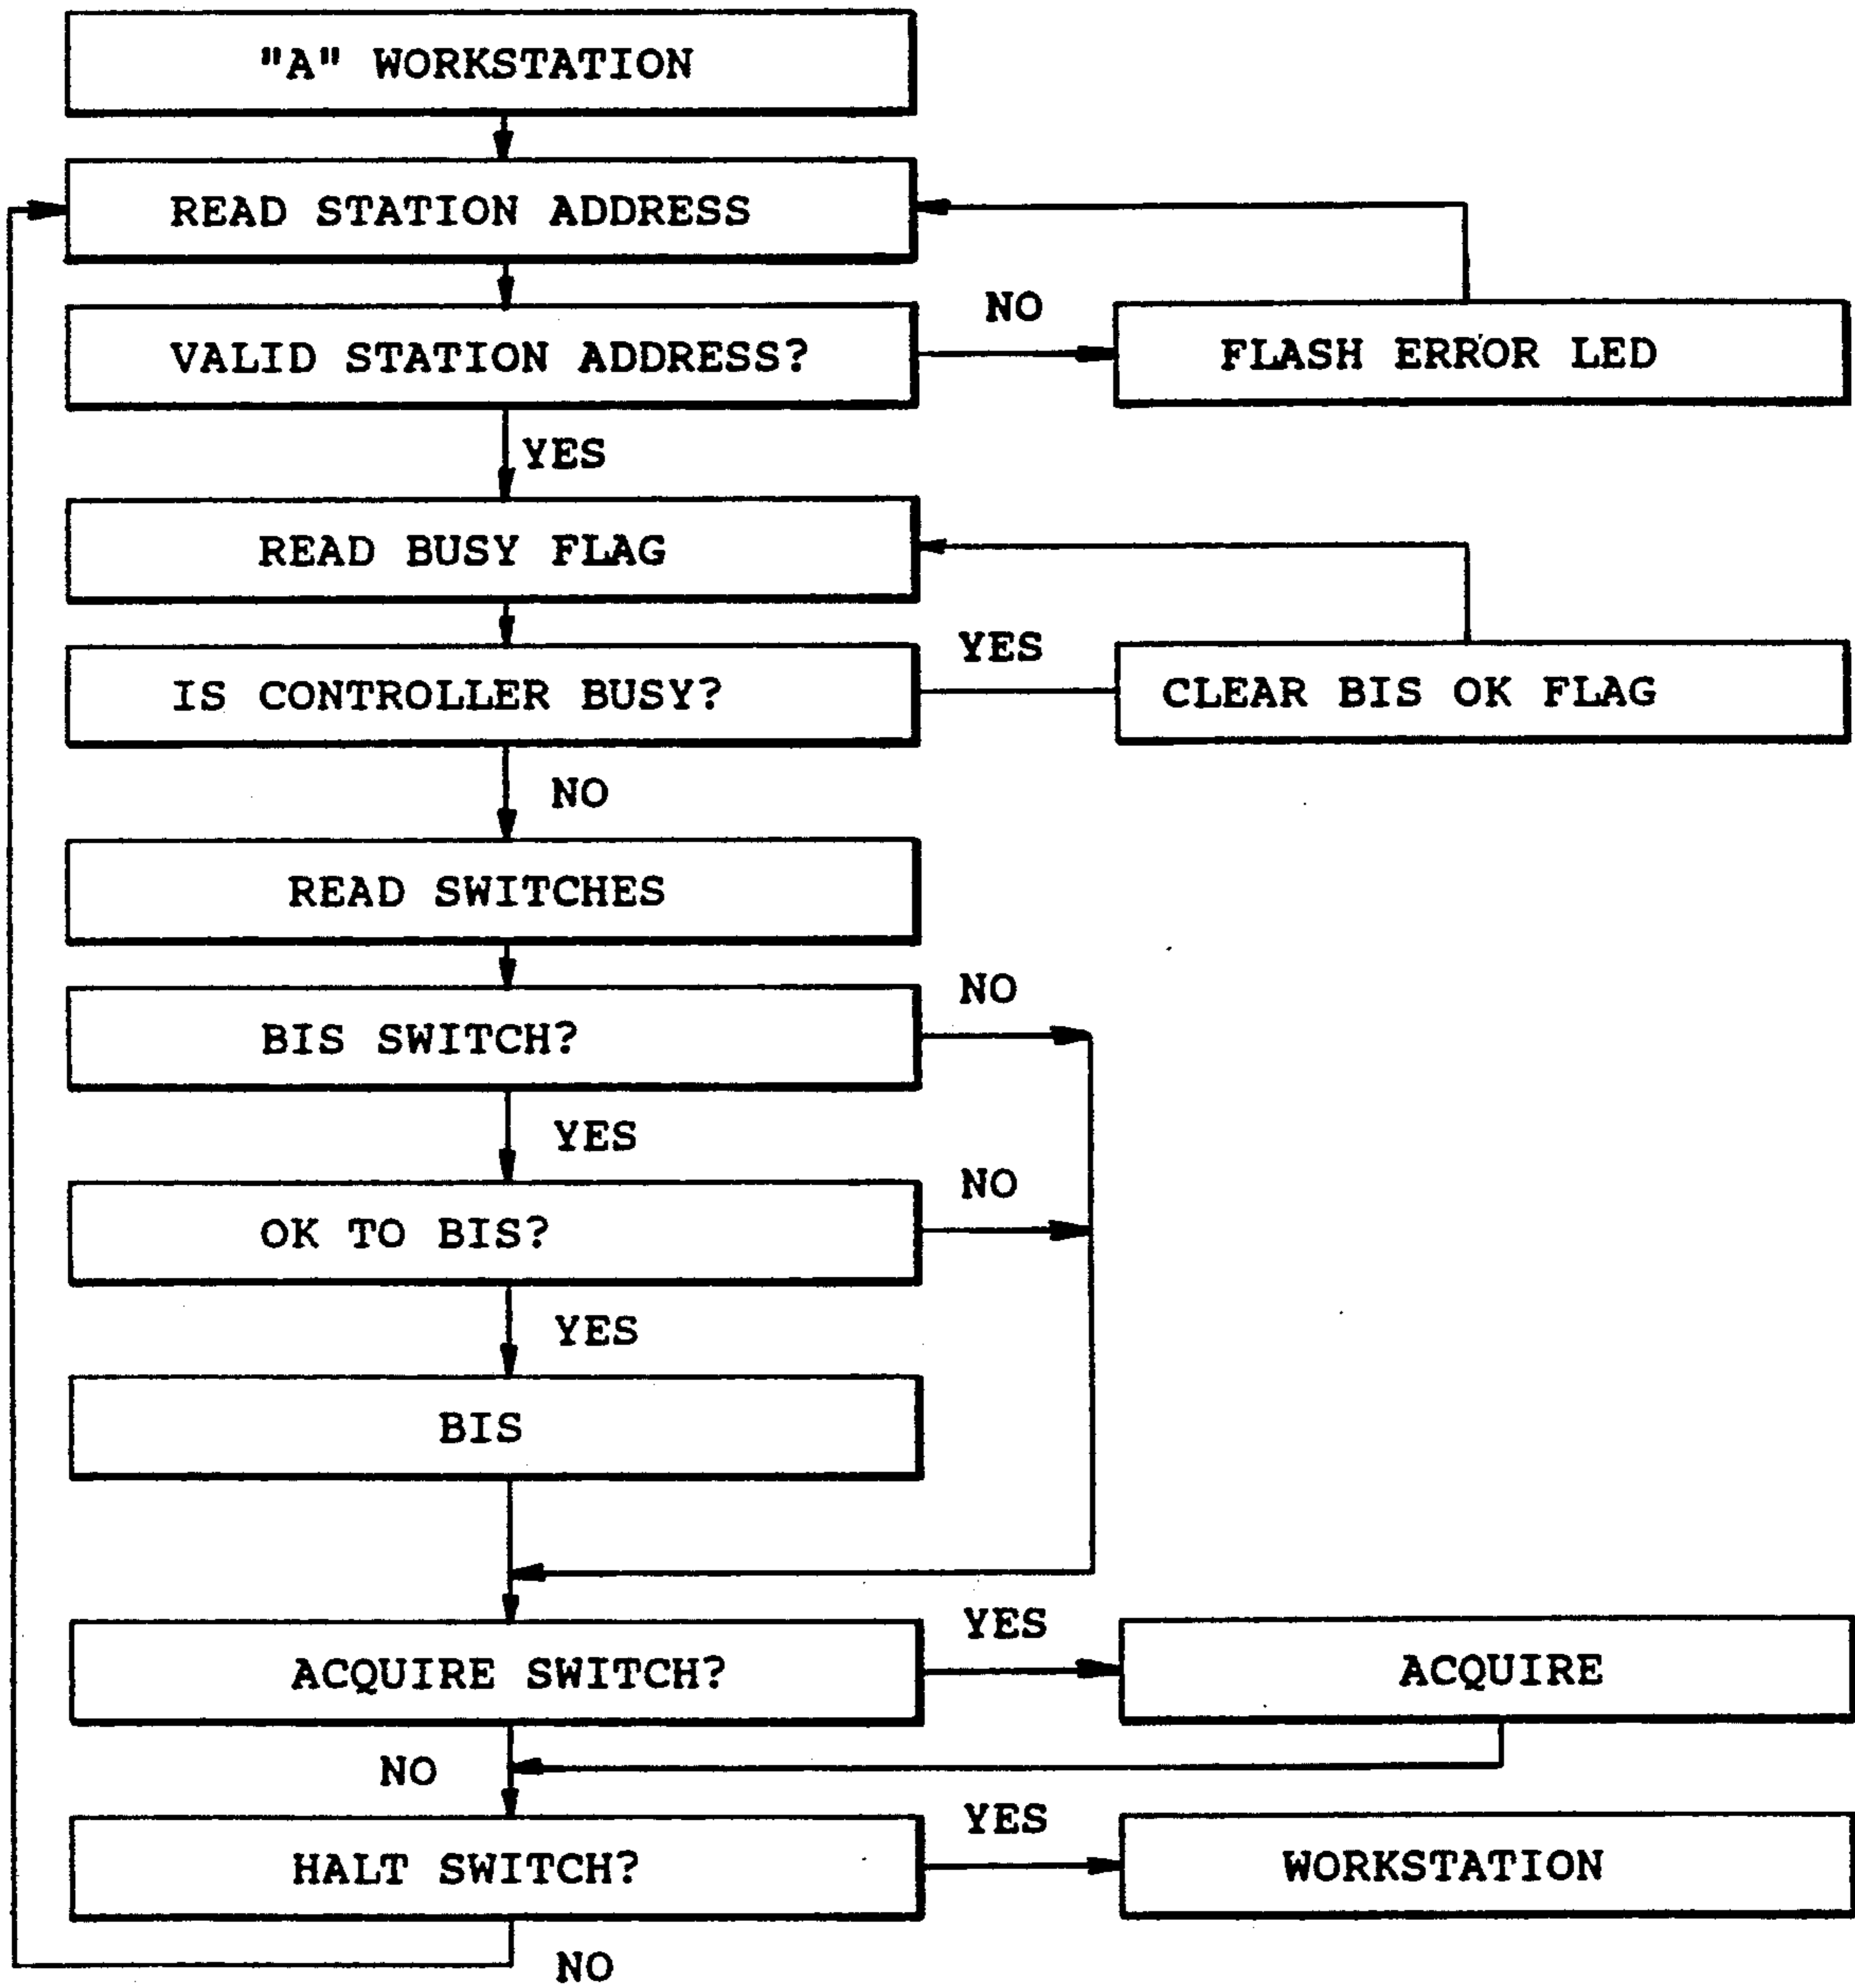 "A" WORKSTATION
READ STATION ADDRESS
VALID STATION ADDRESS?
NO
FLASH ERROR LED
YES
READ BUSY FLAG
IS CONTROLLER BUSY?
YES
CLEAR BIS OK FLAG
NO
READ SWITCHES
BIS SWITCH?
NO
YES
OK TO BIS?
NO
YES
BIS
ACQUIRE SWITCH?
YES
ACQUIRE
NO
HALT SWITCH?
YES
WORKSTATION
NO